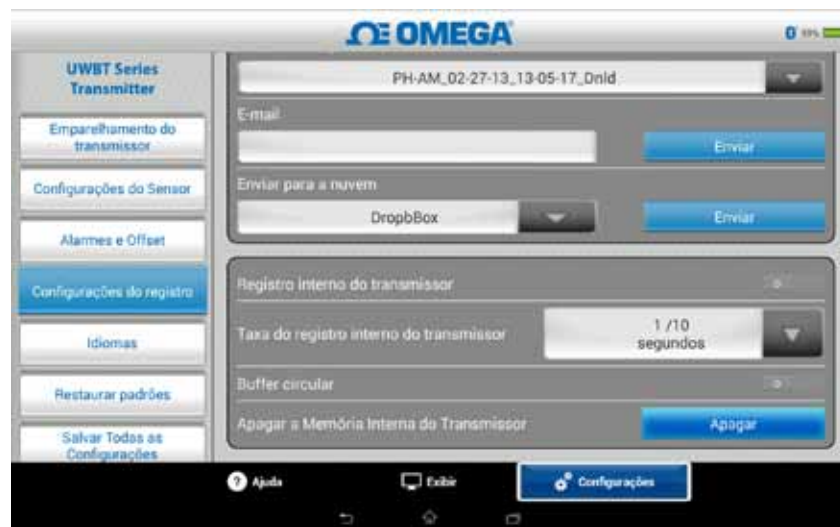 OMEGA
UWBT Series
Transmitter
Emparelhamento do
transmissor
Configurações do Sensor
Alarmes e Offset
Configurações do registro
Idiomas
Restaurar padrões
Salvar Todas as
Configurações
PH-AM_02-27-13_13-05-17_Dnld
E-mail
Enviar
Enviar para a nuvem
DropbBox
Enviar
Registro interno do transmissor
Taxa do registro interno do transmissor
1 /10
segundos
Buffer circular
Apagar a Memória Interna do Transmissor
Apagar
Ajuda
Exibir
Configurações